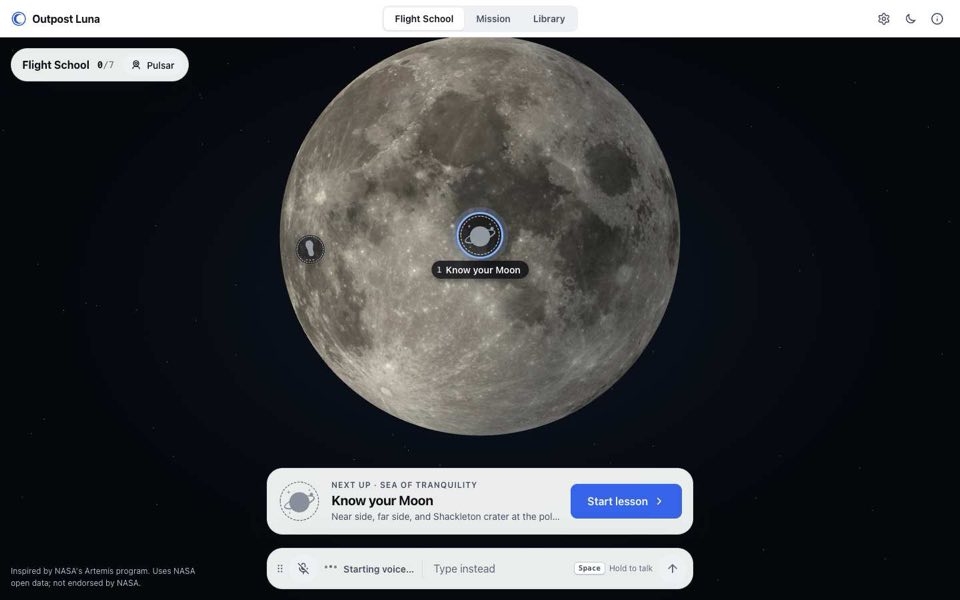 Outpost Luna
Flight School
Mission
Library
Flight School 0/7
Pulsar
1 Know your Moon
NEXT UP · SEA OF TRANQUILITY
Know your Moon
Near side, far side, and Shackleton crater at the pol...
Start lesson
Starting voice...
Type instead
Space
Hold to talk
Inspired by NASA's Artemis program. Uses NASA
open data; not endorsed by NASA.